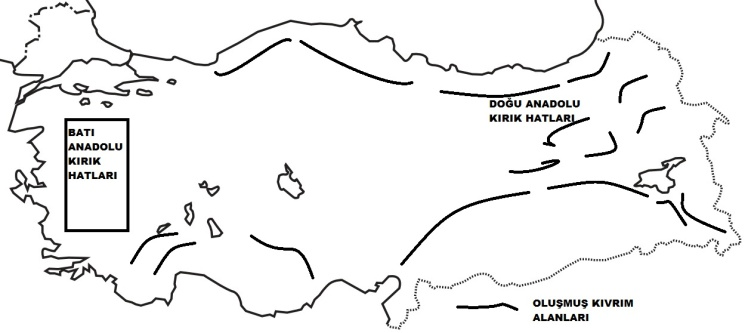 DOĞU ANADOLU
KIRIK HATLARI
BATI
ANADOLU
KIRIK
HATLARI
OLUŞMUŞ KIVRIM
ALANLARI